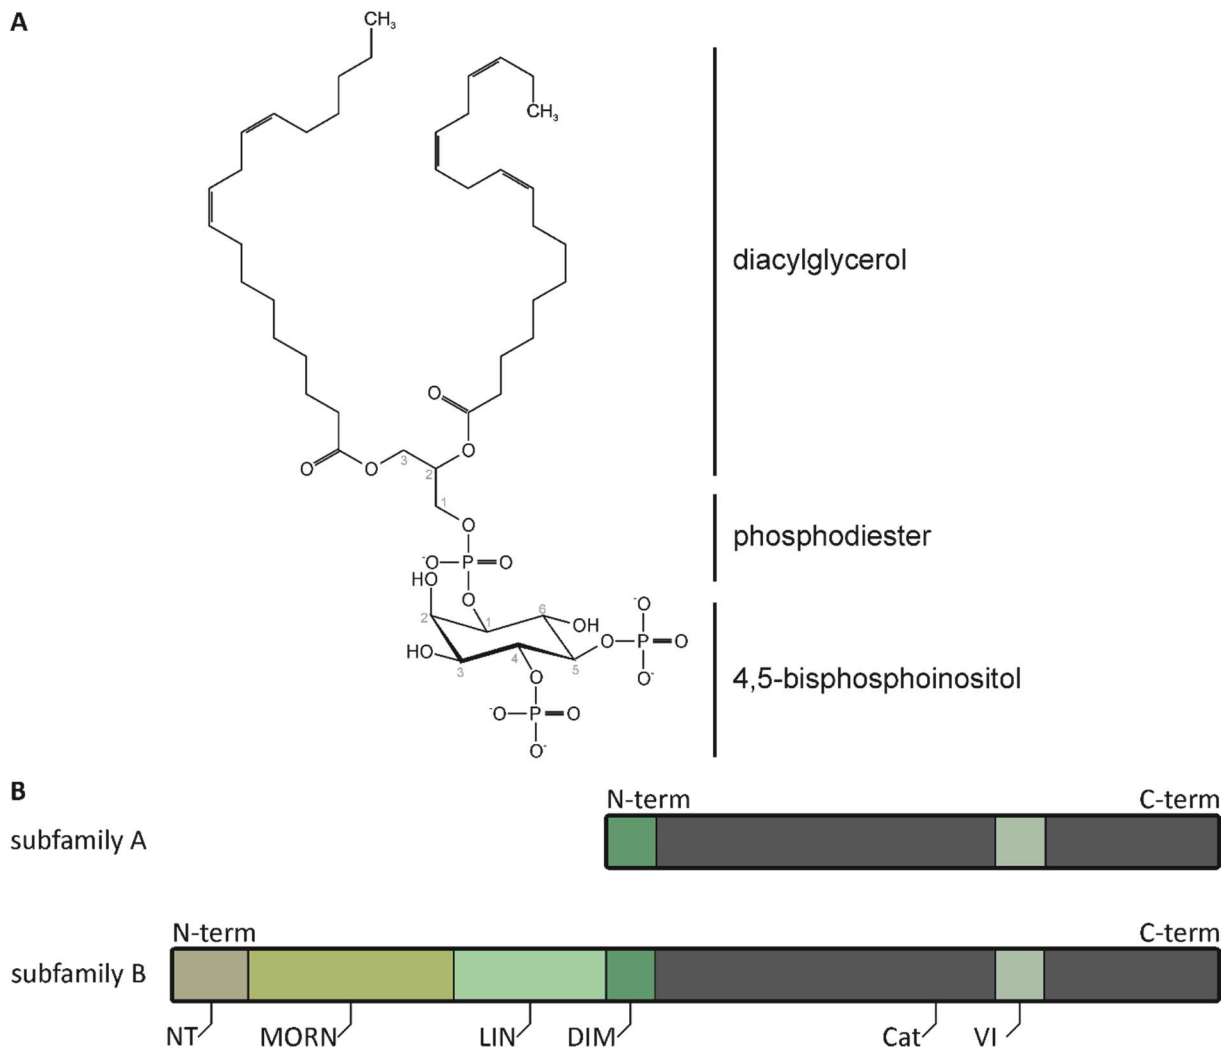 A
CH₃
CH₃
diacylglycerol
O
O
O
O
3
2
1
O
phosphodiester
⁻O
P
O
HO
O
2
1
6
OH
⁻O
O
P
O
O⁻
HO
3
4
5
O
4,5-bisphosphoinositol
⁻O
P
O
O⁻
B
N-term
C-term
subfamily A
N-term
C-term
subfamily B
NT
MORN
LIN
DIM
Cat
VI